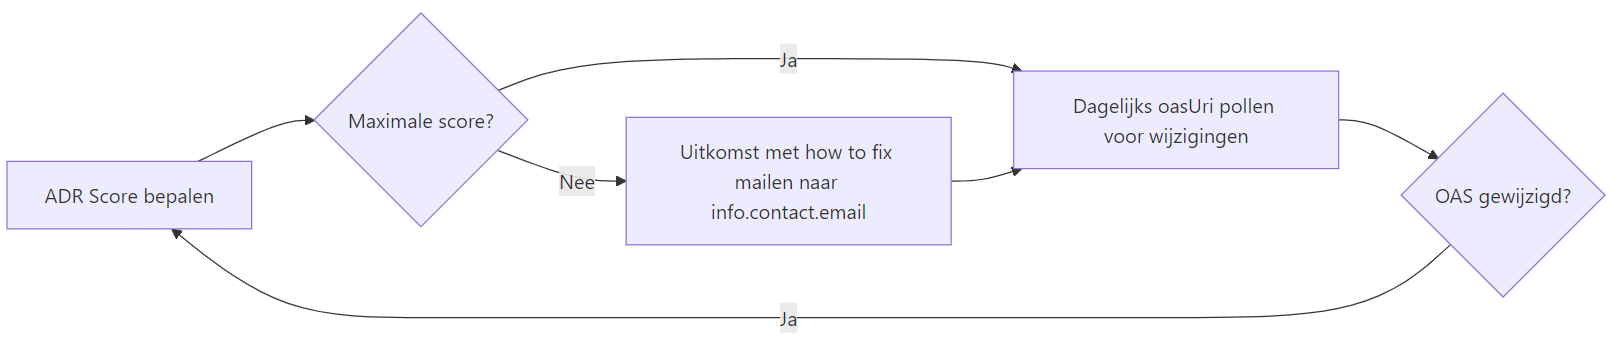 ADR Score bepalen
Maximale score?
Ja
Nee
Uitkomst met how to fix
mailen naar
info.contact.email
Dagelijks oasUri pollen
voor wijzigingen
OAS gewijzigd?
Ja